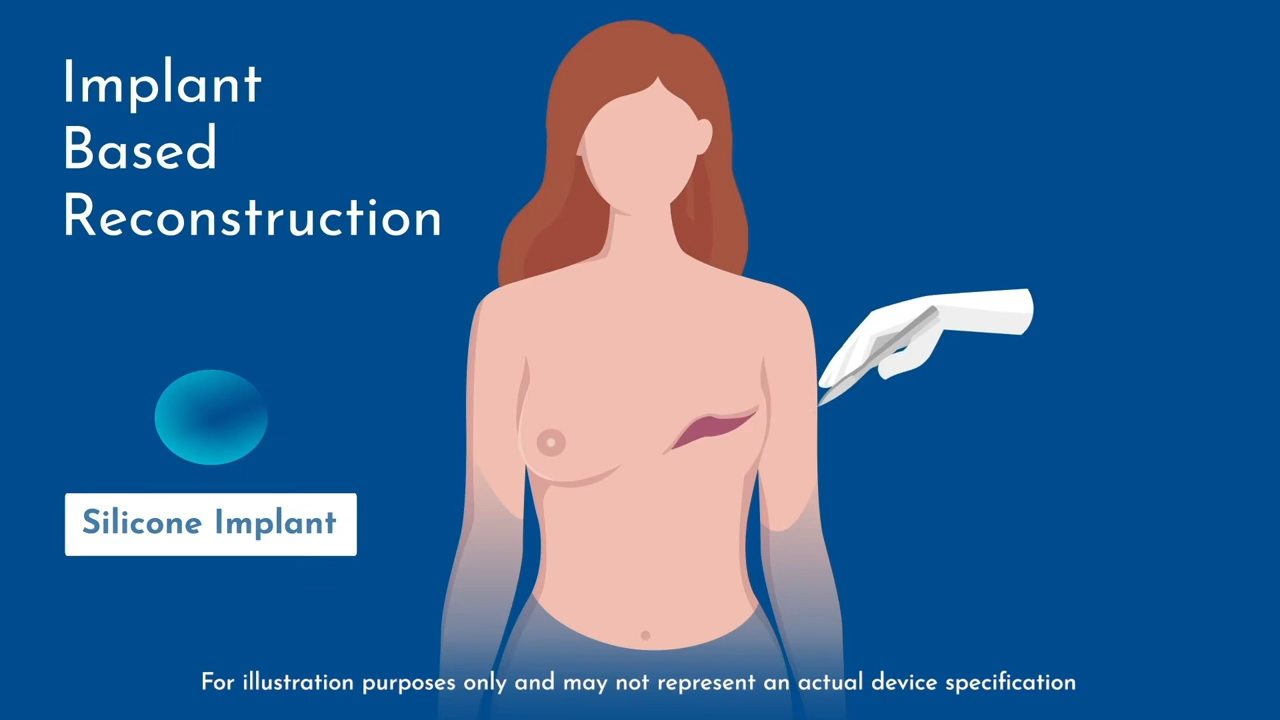 Implant
Based
Reconstruction
Silicone Implant
For illustration purposes only and may not represent an actual device specification